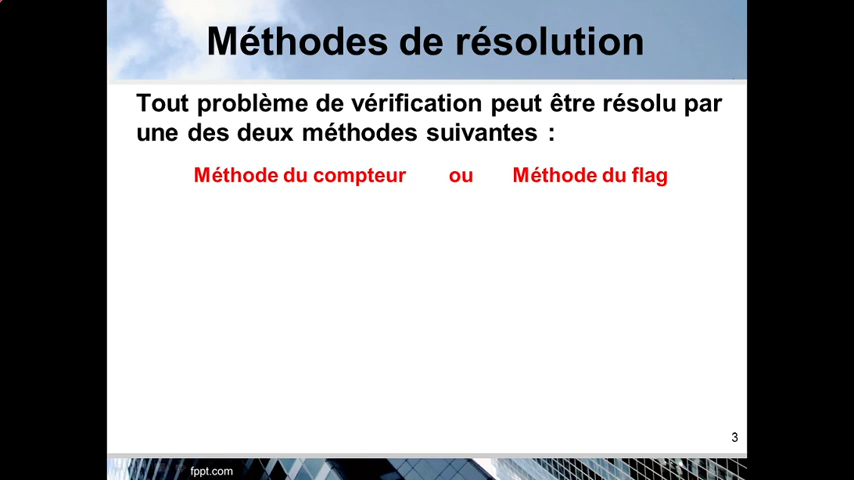 Méthodes de résolution
Tout problème de vérification peut être résolu par
une des deux méthodes suivantes :
Méthode du compteur ou Méthode du flag
3
fppt.com